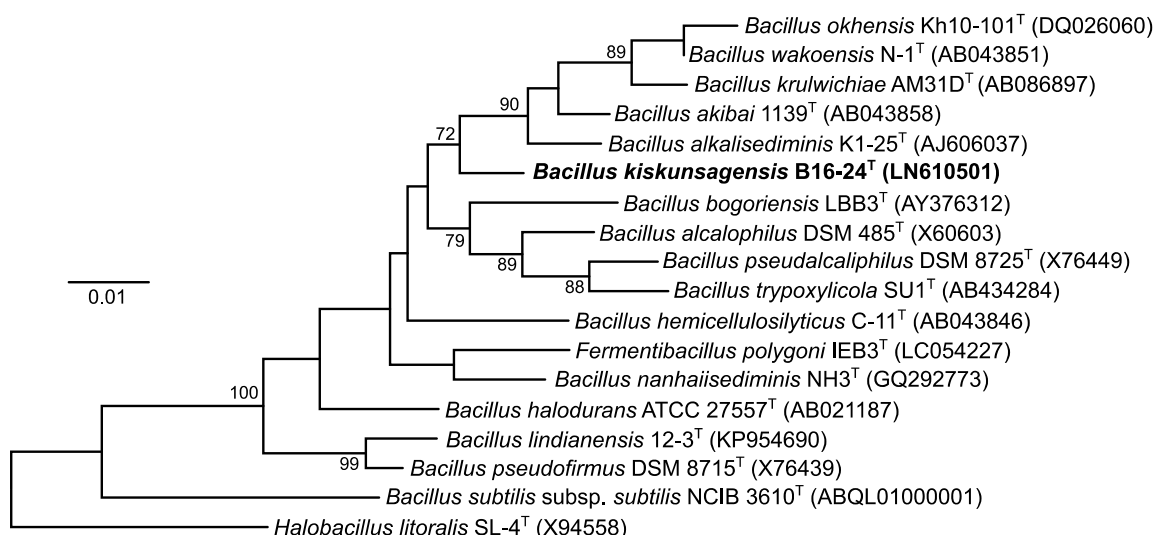 Bacillus okhensis Kh10-101ᵀ (DQ026060)
89
Bacillus wakoensis N-1ᵀ (AB043851)
Bacillus krulwichiae AM31Dᵀ (AB086897)
90
Bacillus akibai 1139ᵀ (AB043858)
72
Bacillus alkalisediminis K1-25ᵀ (AJ606037)
Bacillus kiskunsagensis B16-24ᵀ (LN610501)
Bacillus bogoriensis LBB3ᵀ (AY376312)
79
Bacillus alcalophilus DSM 485ᵀ (X60603)
89
Bacillus pseudalcaliphilus DSM 8725ᵀ (X76449)
88
Bacillus trypoxylicola SU1ᵀ (AB434284)
0.01
Bacillus hemicellulosilyticus C-11ᵀ (AB043846)
Fermentibacillus polygoni IEB3ᵀ (LC054227)
Bacillus nanhaiisediminis NH3ᵀ (GQ292773)
100
Bacillus halodurans ATCC 27557ᵀ (AB021187)
Bacillus lindianensis 12-3ᵀ (KP954690)
99
Bacillus pseudofirmus DSM 8715ᵀ (X76439)
Bacillus subtilis subsp. subtilis NCIB 3610ᵀ (ABQL01000001)
Halobacillus litoralis SL-4ᵀ (X94558)